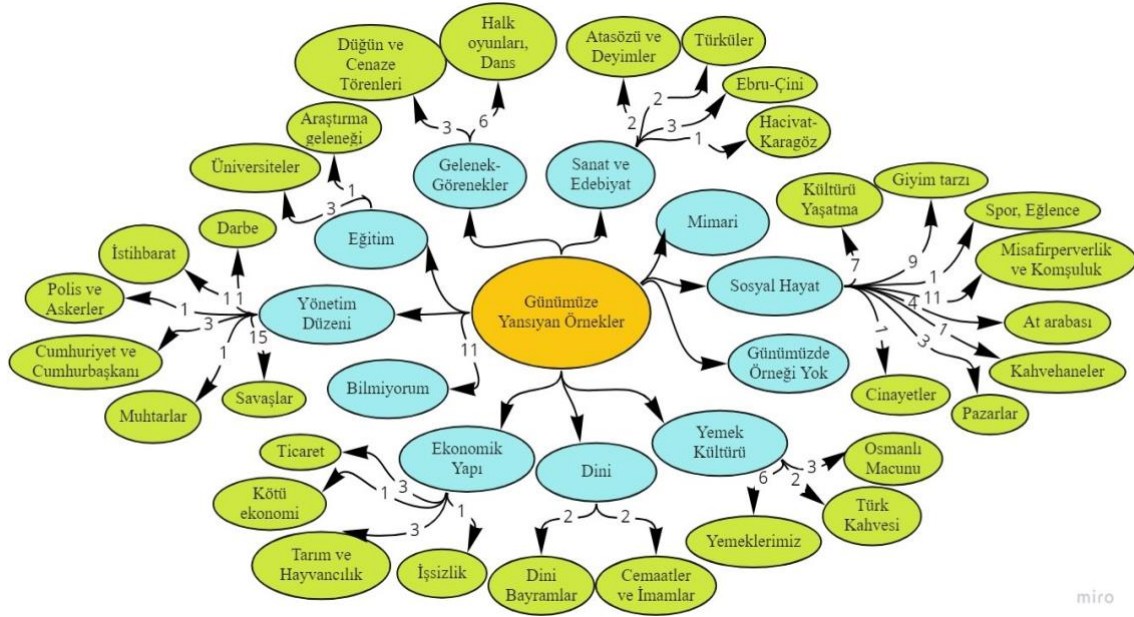 Düğün ve
Cenaze
Törenleri
3
Halk
oyunları,
Dans
6
Atasözü ve
Deyimler
2
Türküler
2
Ebru-Çini
3
Hacivat-
Karagöz
1
Araştırma
geleneği
1
Üniversiteler
3
Gelenek-
Görenekler
Sanat ve
Edebiyat
Eğitim
Mimari
Kültürü
Yaşatma
7
Giyim tarzı
9
Spor, Eğlence
1
Misafirperverlik
ve Komşuluk
11
At arabası
4
Kahvehaneler
1
Pazarlar
3
Cinayetler
1
Sosyal Hayat
Darbe
11
İstihbarat
1
Polis ve
Askerler
1
Cumhuriyet ve
Cumhurbaşkanı
3
Muhtarlar
1
Savaşlar
15
Yönetim
Düzeni
Günümüze
Yansıyan Örnekler
11
Bilmiyorum
Günümüzde
Örneği Yok
Ekonomik
Yapı
Dini
Yemek
Kültürü
Ticaret
3
Kötü
ekonomi
1
Tarım ve
Hayvancılık
3
İşsizlik
1
Dini
Bayramlar
2
Cemaatler
ve İmamlar
2
Yemeklerimiz
6
Türk
Kahvesi
2
Osmanlı
Macunu
3
miro